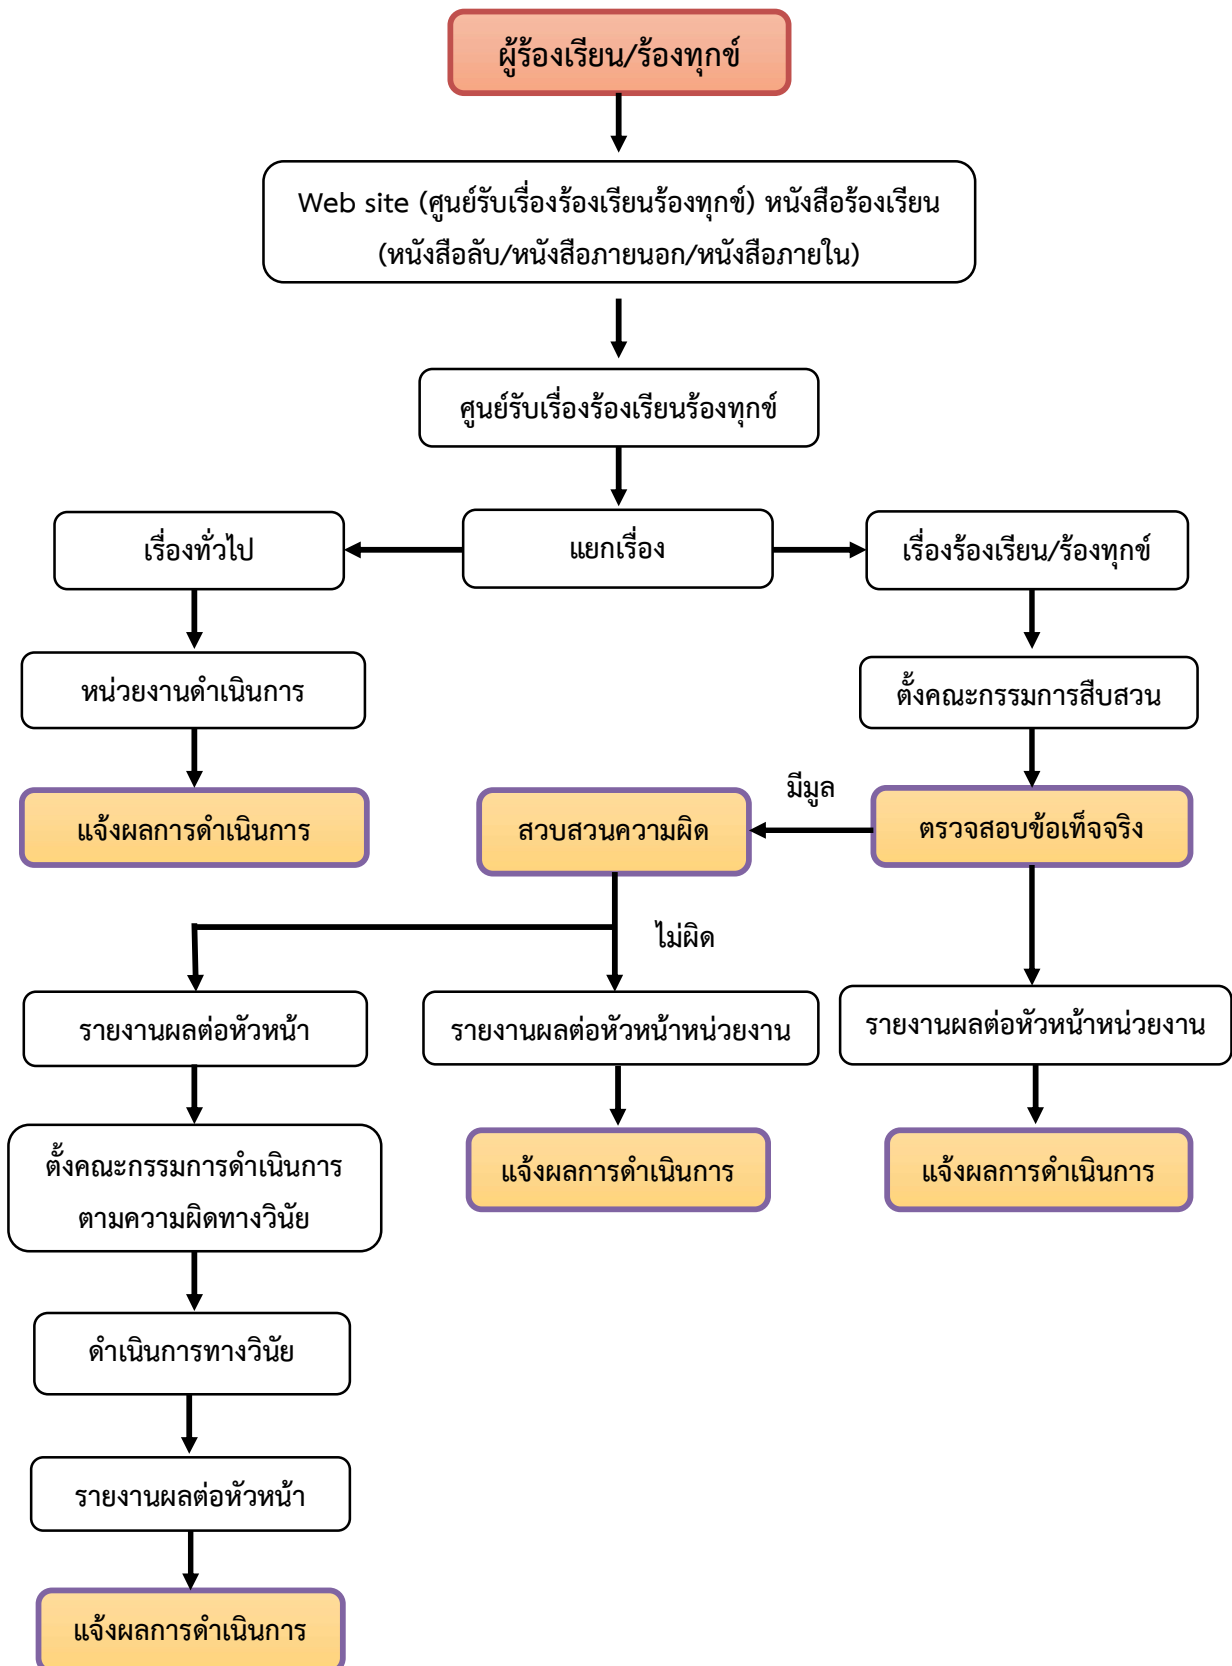 ผู้ร้องเรียน/ร้องทุกข์
Web site (ศูนย์รับเรื่องร้องเรียนร้องทุกข์) หนังสือร้องเรียน
(หนังสือลับ/หนังสือภายนอก/หนังสือภายใน)
ศูนย์รับเรื่องร้องเรียนร้องทุกข์
เรื่องทั่วไป
แยกเรื่อง
เรื่องร้องเรียน/ร้องทุกข์
หน่วยงานดำเนินการ
ตั้งคณะกรรมการสืบสวน
มีมูล
แจ้งผลการดำเนินการ
สวบสวนความผิด
ตรวจสอบข้อเท็จจริง
ไม่ผิด
รายงานผลต่อหัวหน้า
รายงานผลต่อหัวหน้าหน่วยงาน
รายงานผลต่อหัวหน้าหน่วยงาน
ตั้งคณะกรรมการดำเนินการ
ตามความผิดทางวินัย
แจ้งผลการดำเนินการ
แจ้งผลการดำเนินการ
ดำเนินการทางวินัย
รายงานผลต่อหัวหน้า
แจ้งผลการดำเนินการ